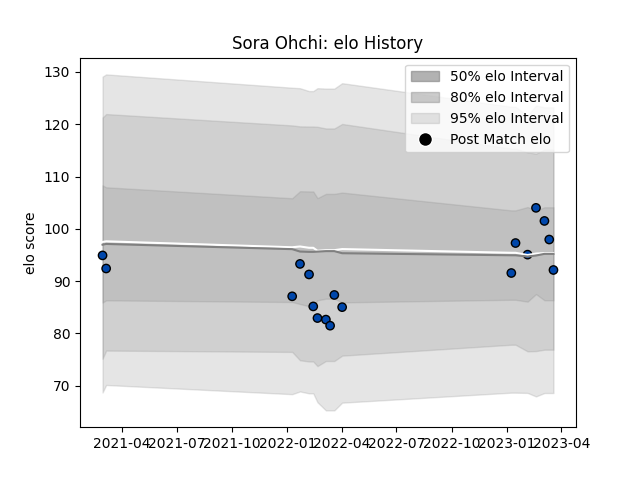 Sora Ohchi: elo History
50% elo Interval
80% elo Interval
95% elo Interval
Post Match elo
elo score
130
120
110
100
90
80
70
2021-04 2021-07 2021-10 2022-01 2022-04 2022-07 2022-10 2023-01 2023-04